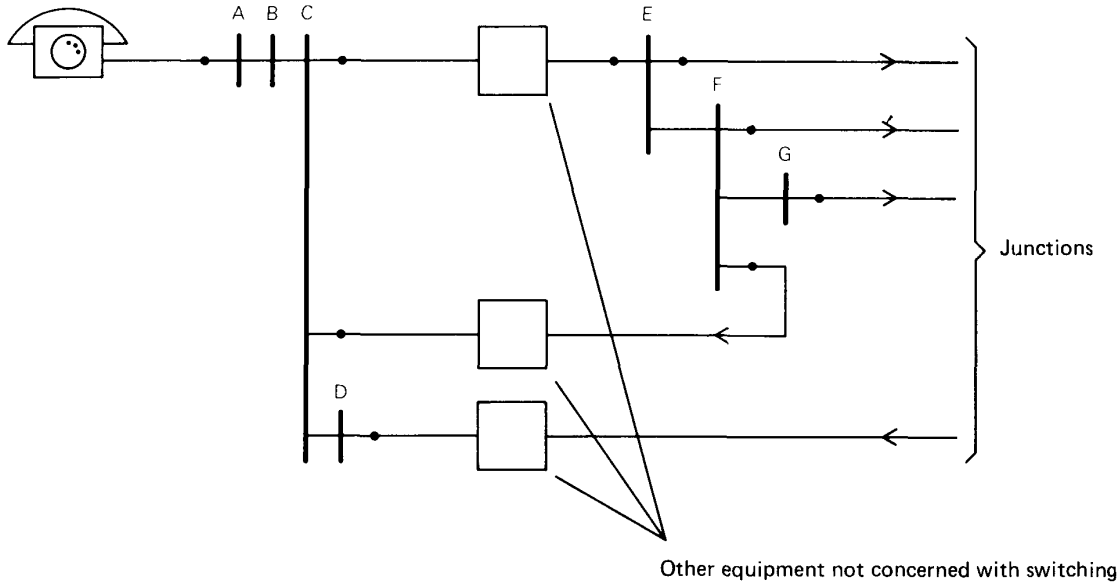 A B C E
F
G
Junctions
D
Other equipment not concerned with switching